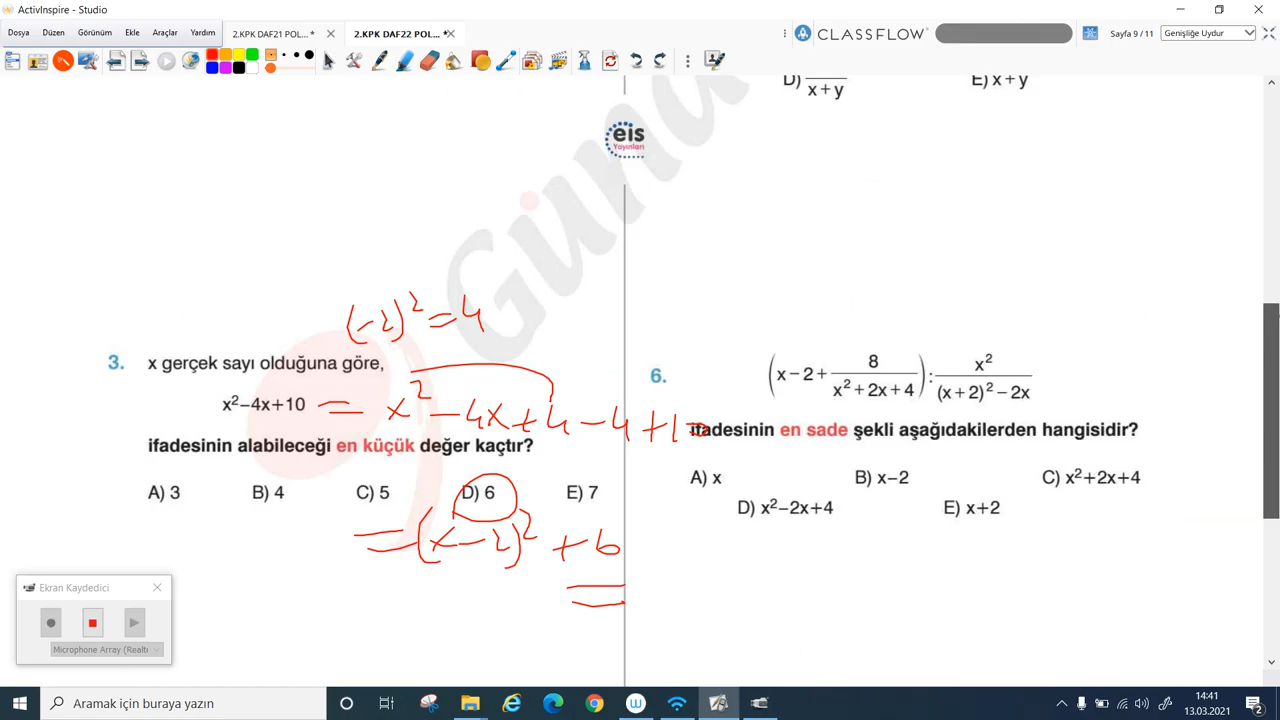 ActivInspire - Studio
Dosya Düzen Görünüm Ekle Araçlar Yardım
2.KPK DAF21 POL... *
2.KPK DAF22 POL... *
CLASSFLOW
Sayfa 9 / 11
Genişliğe Uydur
D) / x+y
E) x+y
eis
Yayınları
Günd
(-2)² = 4
3. x gerçek sayı olduğuna göre,
x²-4x+10 = x² - 4x + 4 - 4 + 10
ifadesinin alabileceği en küçük değer kaçtır?
A) 3 B) 4 C) 5 D) 6 E) 7
= (x-2)² + 6
6. (x-2+ 8/(x²+2x+4)) : x²/((x+2)²-2x)
ifadesinin en sade şekli aşağıdakilerden hangisidir?
A) x B) x-2 C) x²+2x+4
D) x²-2x+4 E) x+2
Ekran Kaydedici
Microphone Array (Realte
Aramak için buraya yazın
14:41
13.03.2021
2